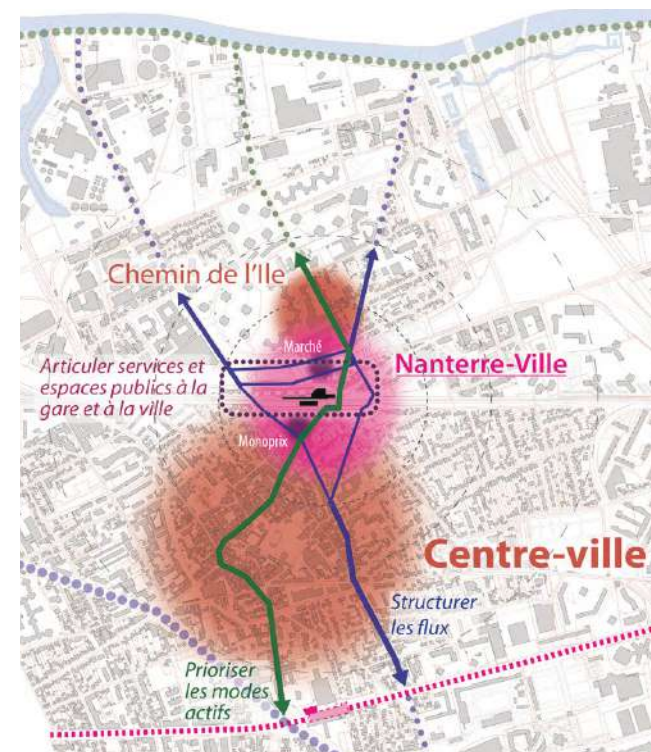 Chemin de l'Ile
Marché
Articuler services et
espaces publics à la
gare et à la ville
Nanterre-Ville
Monoprix
Centre-ville
Structurer
les flux
Prioriser
les modes
actifs